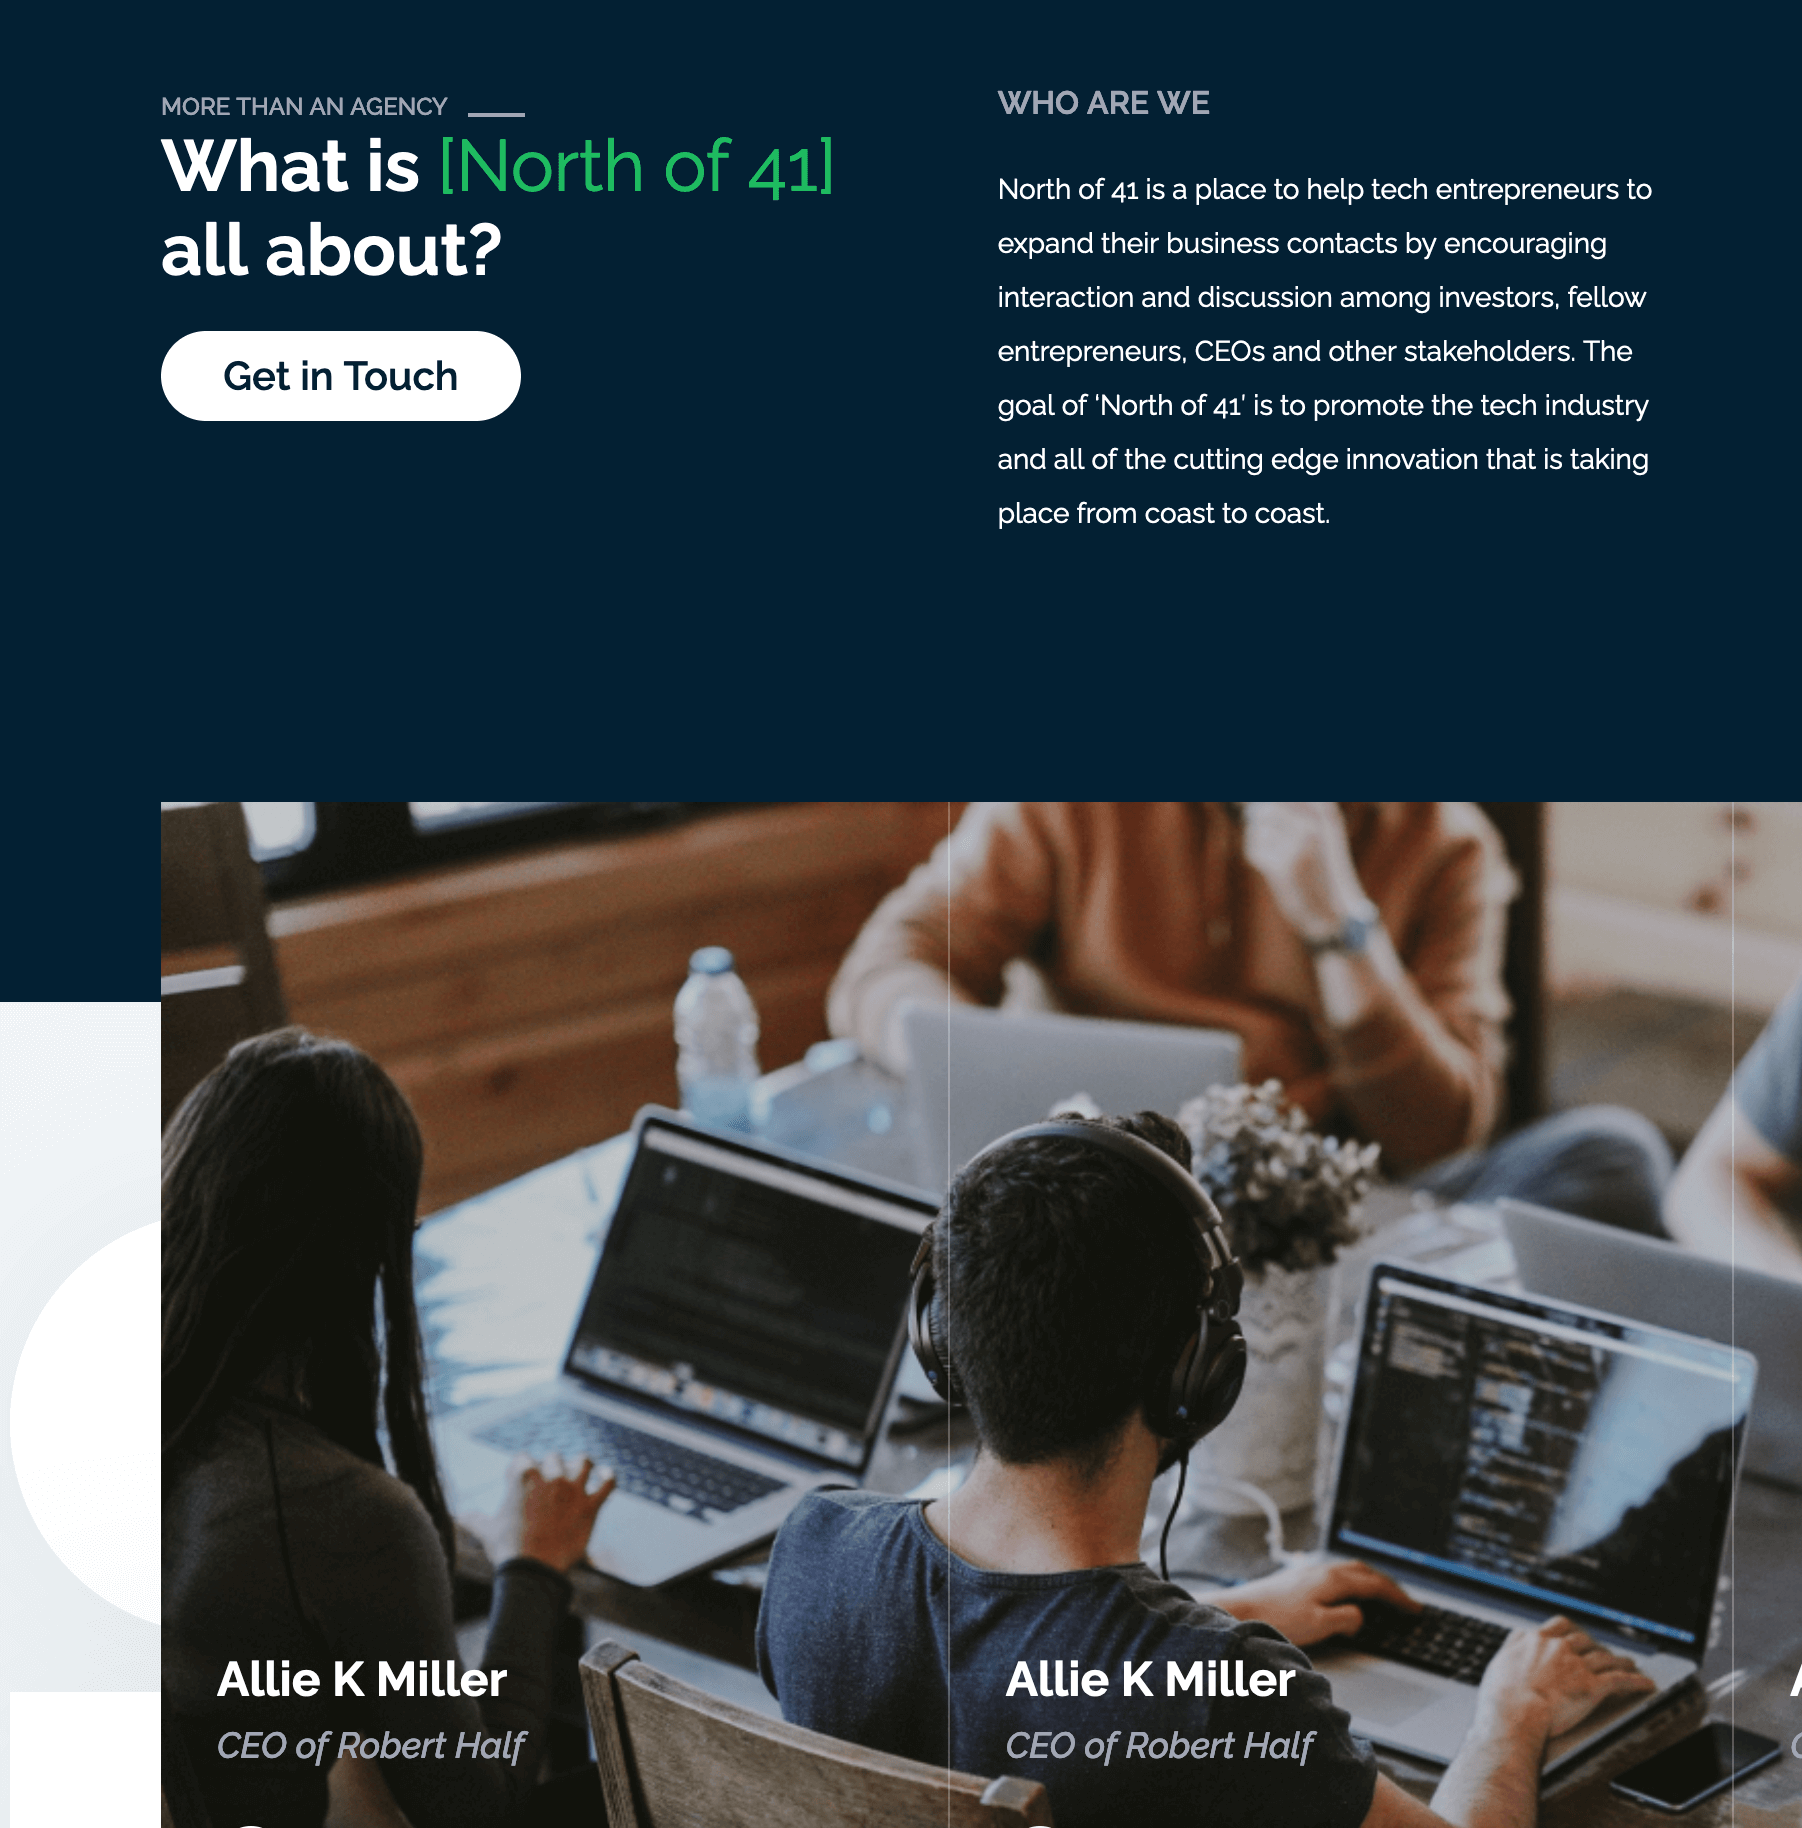 MORE THAN AN AGENCY
What is [North of 41]
all about?
Get in Touch
WHO ARE WE
North of 41 is a place to help tech entrepreneurs to
expand their business contacts by encouraging
interaction and discussion among investors, fellow
entrepreneurs, CEOs and other stakeholders. The
goal of ‘North of 41’ is to promote the tech industry
and all of the cutting edge innovation that is taking
place from coast to coast.
Allie K Miller
CEO of Robert Half
Allie K Miller
CEO of Robert Half